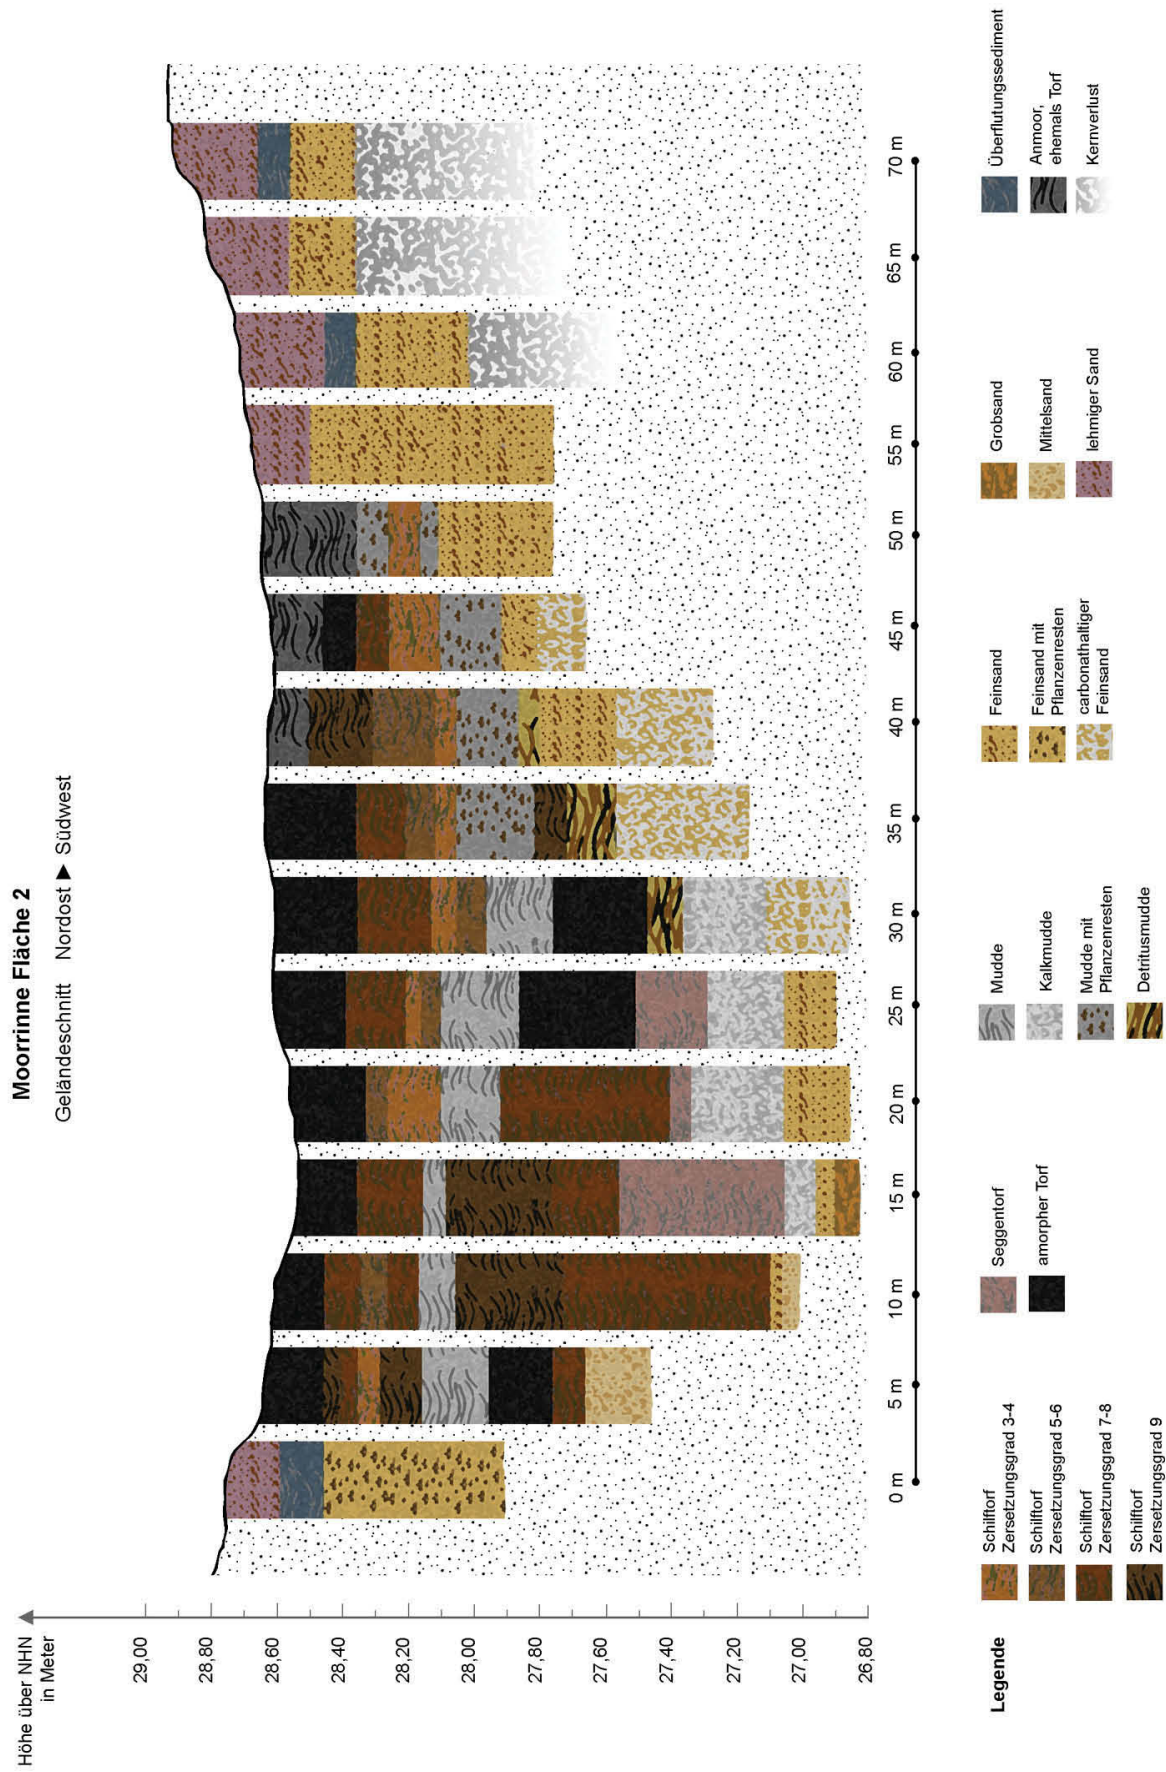 Moorrinne Fläche 2
Geländeschnitt Nordost ▶ Südwest
Höhe über NHN
in Meter
29,00
28,80
28,60
28,40
28,20
28,00
27,80
27,60
27,40
27,20
27,00
26,80
0 m
5 m
10 m
15 m
20 m
25 m
30 m
35 m
40 m
45 m
50 m
55 m
60 m
65 m
70 m
Legende
Schilftorf
Zersetzungsgrad 3-4
Schilftorf
Zersetzungsgrad 5-6
Schilftorf
Zersetzungsgrad 7-8
Schilftorf
Zersetzungsgrad 9
Seggentorf
amorpher Torf
Mudde
Kalkmudde
Mudde mit
Pflanzenresten
Detritusmudde
Feinsand
Feinsand mit
Pflanzenresten
carbonathaltiger
Feinsand
Grobsand
Mittelsand
lehmiger Sand
Überflutungssediment
Anmoor,
ehemals Torf
Kernverlust